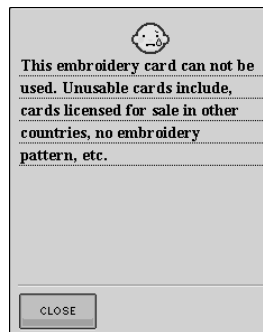 This embroidery card can not be
used. Unusable cards include,
cards licensed for sale in other
countries, no embroidery
pattern, etc.
CLOSE